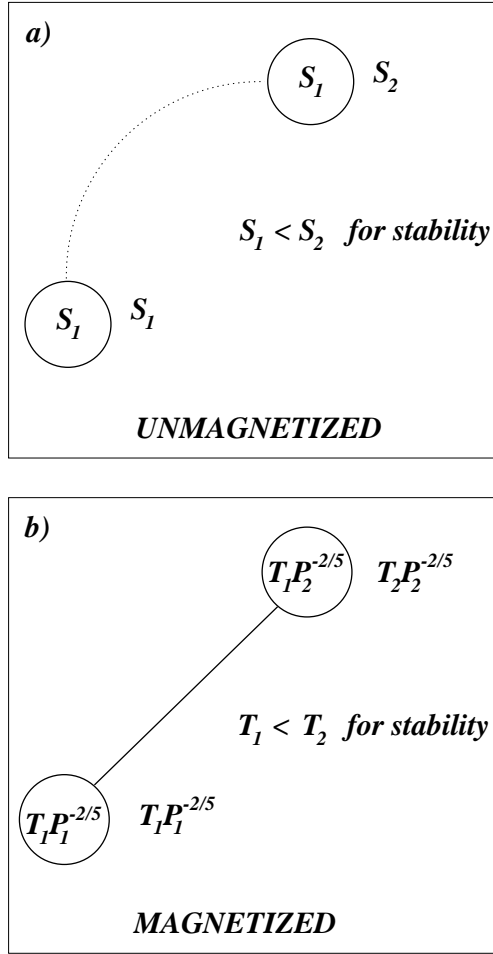 a)
S₁ S₂
S₁ < S₂ for stability
S₁ S₁
UNMAGNETIZED
b)
T₁P₂⁻²/⁵ T₂P₂⁻²/⁵
T₁ < T₂ for stability
T₁P₁⁻²/⁵ T₁P₁⁻²/⁵
MAGNETIZED